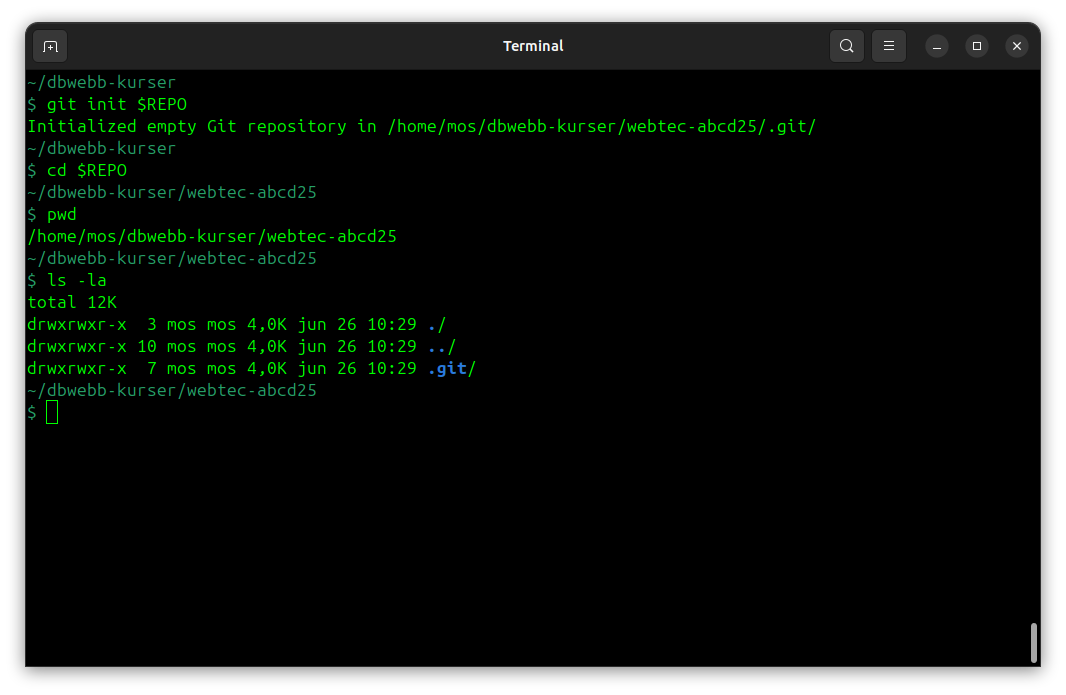 Terminal
~/dbwebb-kurser
$ git init $REPO
Initialized empty Git repository in /home/mos/dbwebb-kurser/webtec-abcd25/.git/
~/dbwebb-kurser
$ cd $REPO
~/dbwebb-kurser/webtec-abcd25
$ pwd
/home/mos/dbwebb-kurser/webtec-abcd25
~/dbwebb-kurser/webtec-abcd25
$ ls -la
total 12K
drwxrwxr-x  3 mos mos 4,0K jun 26 10:29 ./
drwxrwxr-x 10 mos mos 4,0K jun 26 10:29 ../
drwxrwxr-x  7 mos mos 4,0K jun 26 10:29 .git/
~/dbwebb-kurser/webtec-abcd25
$